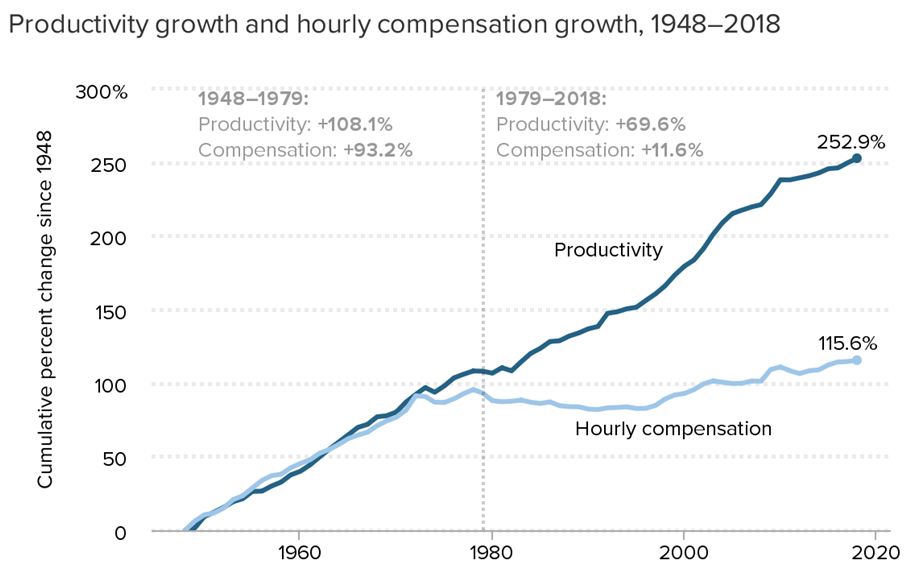 Productivity growth and hourly compensation growth, 1948–2018
Cumulative percent change since 1948
300%
250
200
150
100
50
0
1948–1979:
Productivity: +108.1%
Compensation: +93.2%
1979–2018:
Productivity: +69.6%
Compensation: +11.6%
252.9%
Productivity
115.6%
Hourly compensation
1960
1980
2000
2020